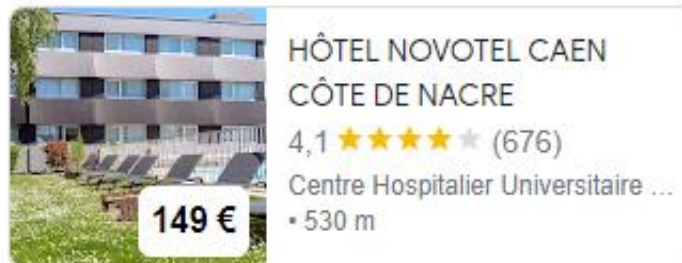 HÔTEL NOVOTEL CAEN
CÔTE DE NACRE
4,1 (676)
Centre Hospitalier Universitaire ...
• 530 m
149 €